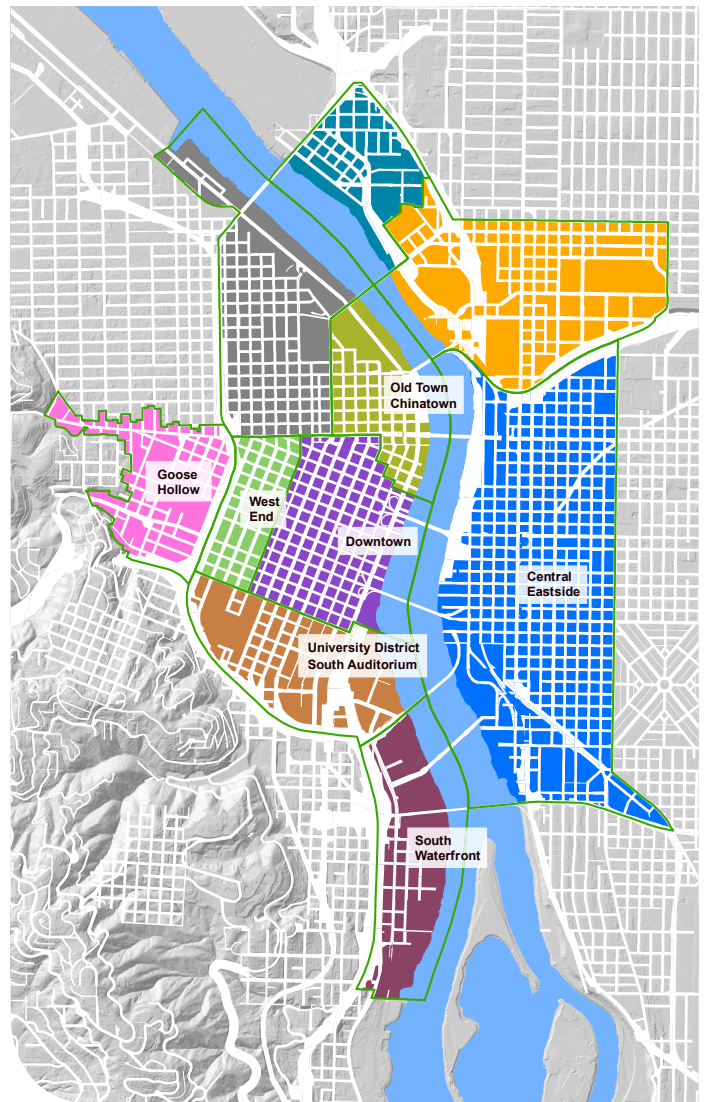 Old Town
Chinatown
Goose
Hollow
West
End
Downtown
Central
Eastside
University District
South Auditorium
South
Waterfront